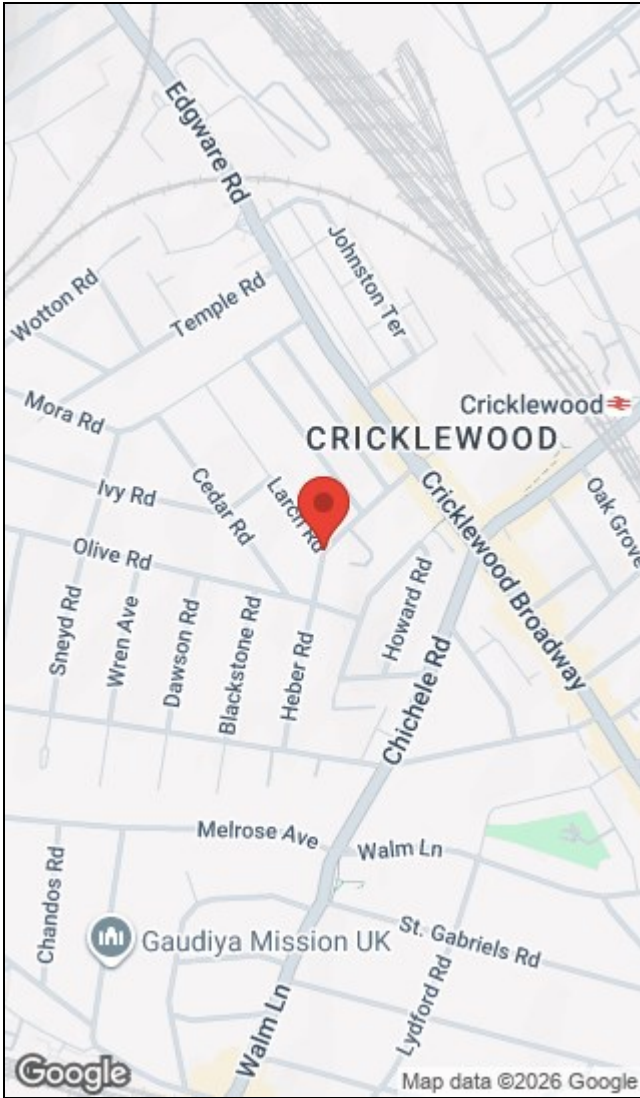 Edgware Rd
Johnston Ter
Wotton Rd
Temple Rd
Mora Rd
Cricklewood
CRICKLEWOOD
Ivy Rd
Cedar Rd
Larch Rd
Cricklewood Broadway
Oak Grove
Olive Rd
Howard Rd
Sneyd Rd
Wren Ave
Dawson Rd
Blackstone Rd
Heber Rd
Chichele Rd
Melrose Ave
Walm Ln
Chandos Rd
Gaudiya Mission UK
St. Gabriels Rd
Lydford Rd
Walm Ln
Google
Map data ©2026 Google